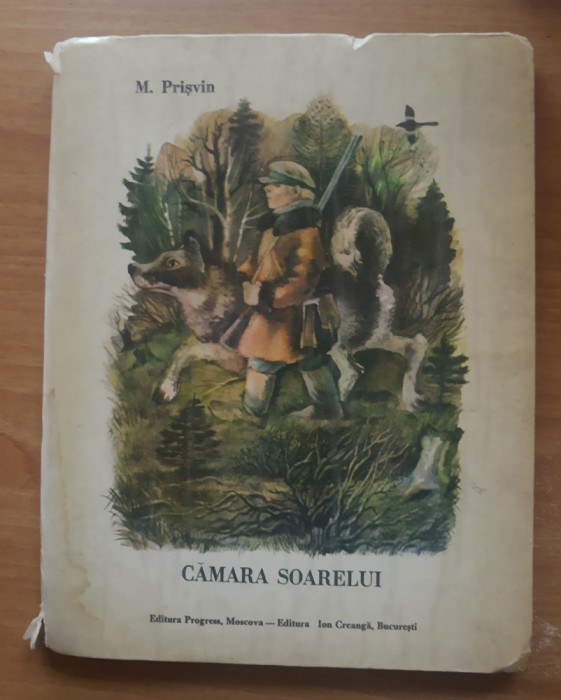 M. Prișvin
CĂMARA SOARELUI
Editura Progress, Moscova — Editura Ion Creangă, București